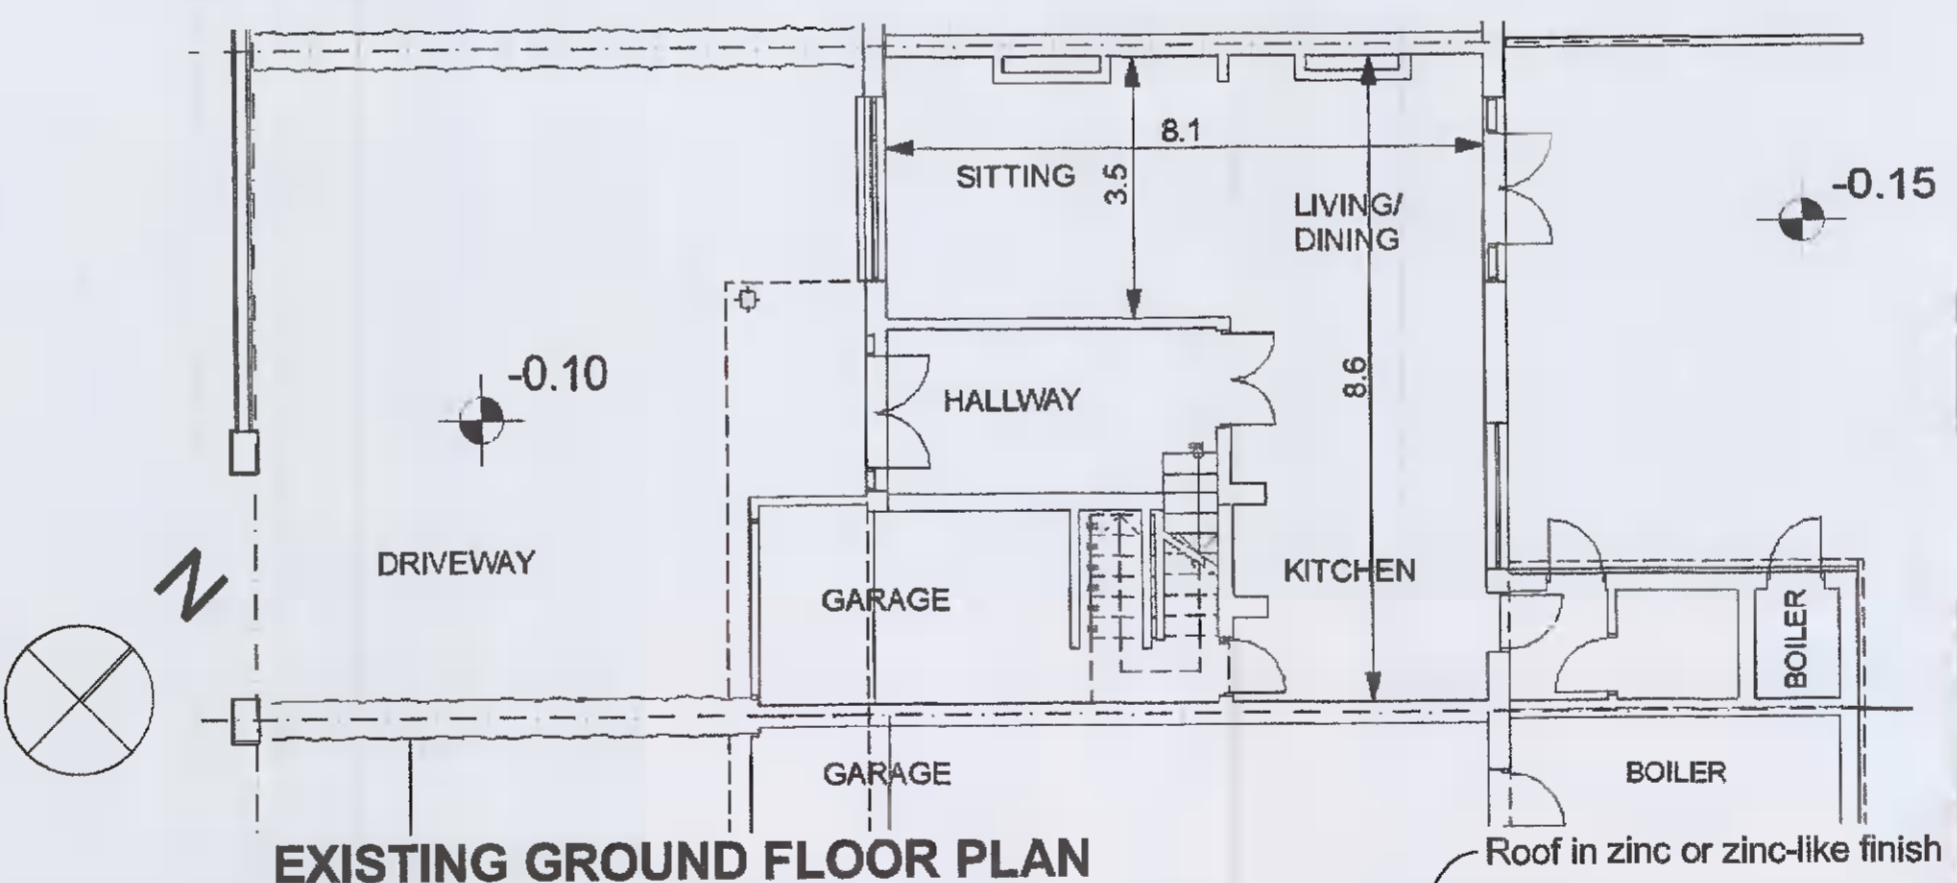 8.1
SITTING
3.5
-0.15
LIVING/
DINING
-0.10
HALLWAY
8.6
N
DRIVEWAY
KITCHEN
GARAGE
BOILER
GARAGE
BOILER
EXISTING GROUND FLOOR PLAN
Roof in zinc or zinc-like finish